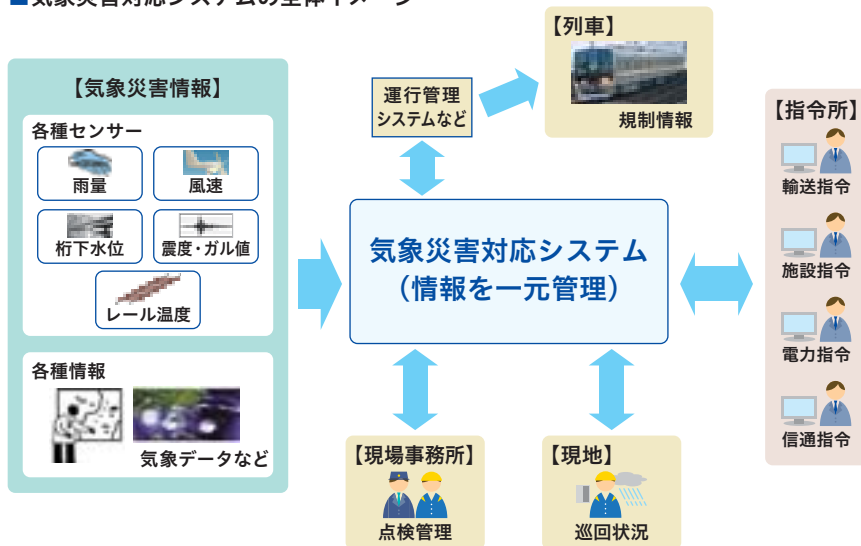 ■気象災害対応システムの全体イメージ
【気象災害情報】
各種センサー
雨量
風速
桁下水位
震度・ガル値
レール温度
各種情報
気象データなど
運行管理
システムなど
【列車】
規制情報
気象災害対応システム
（情報を一元管理）
【現場事務所】
点検管理
【現地】
巡回状況
【指令所】
輸送指令
施設指令
電力指令
信通指令